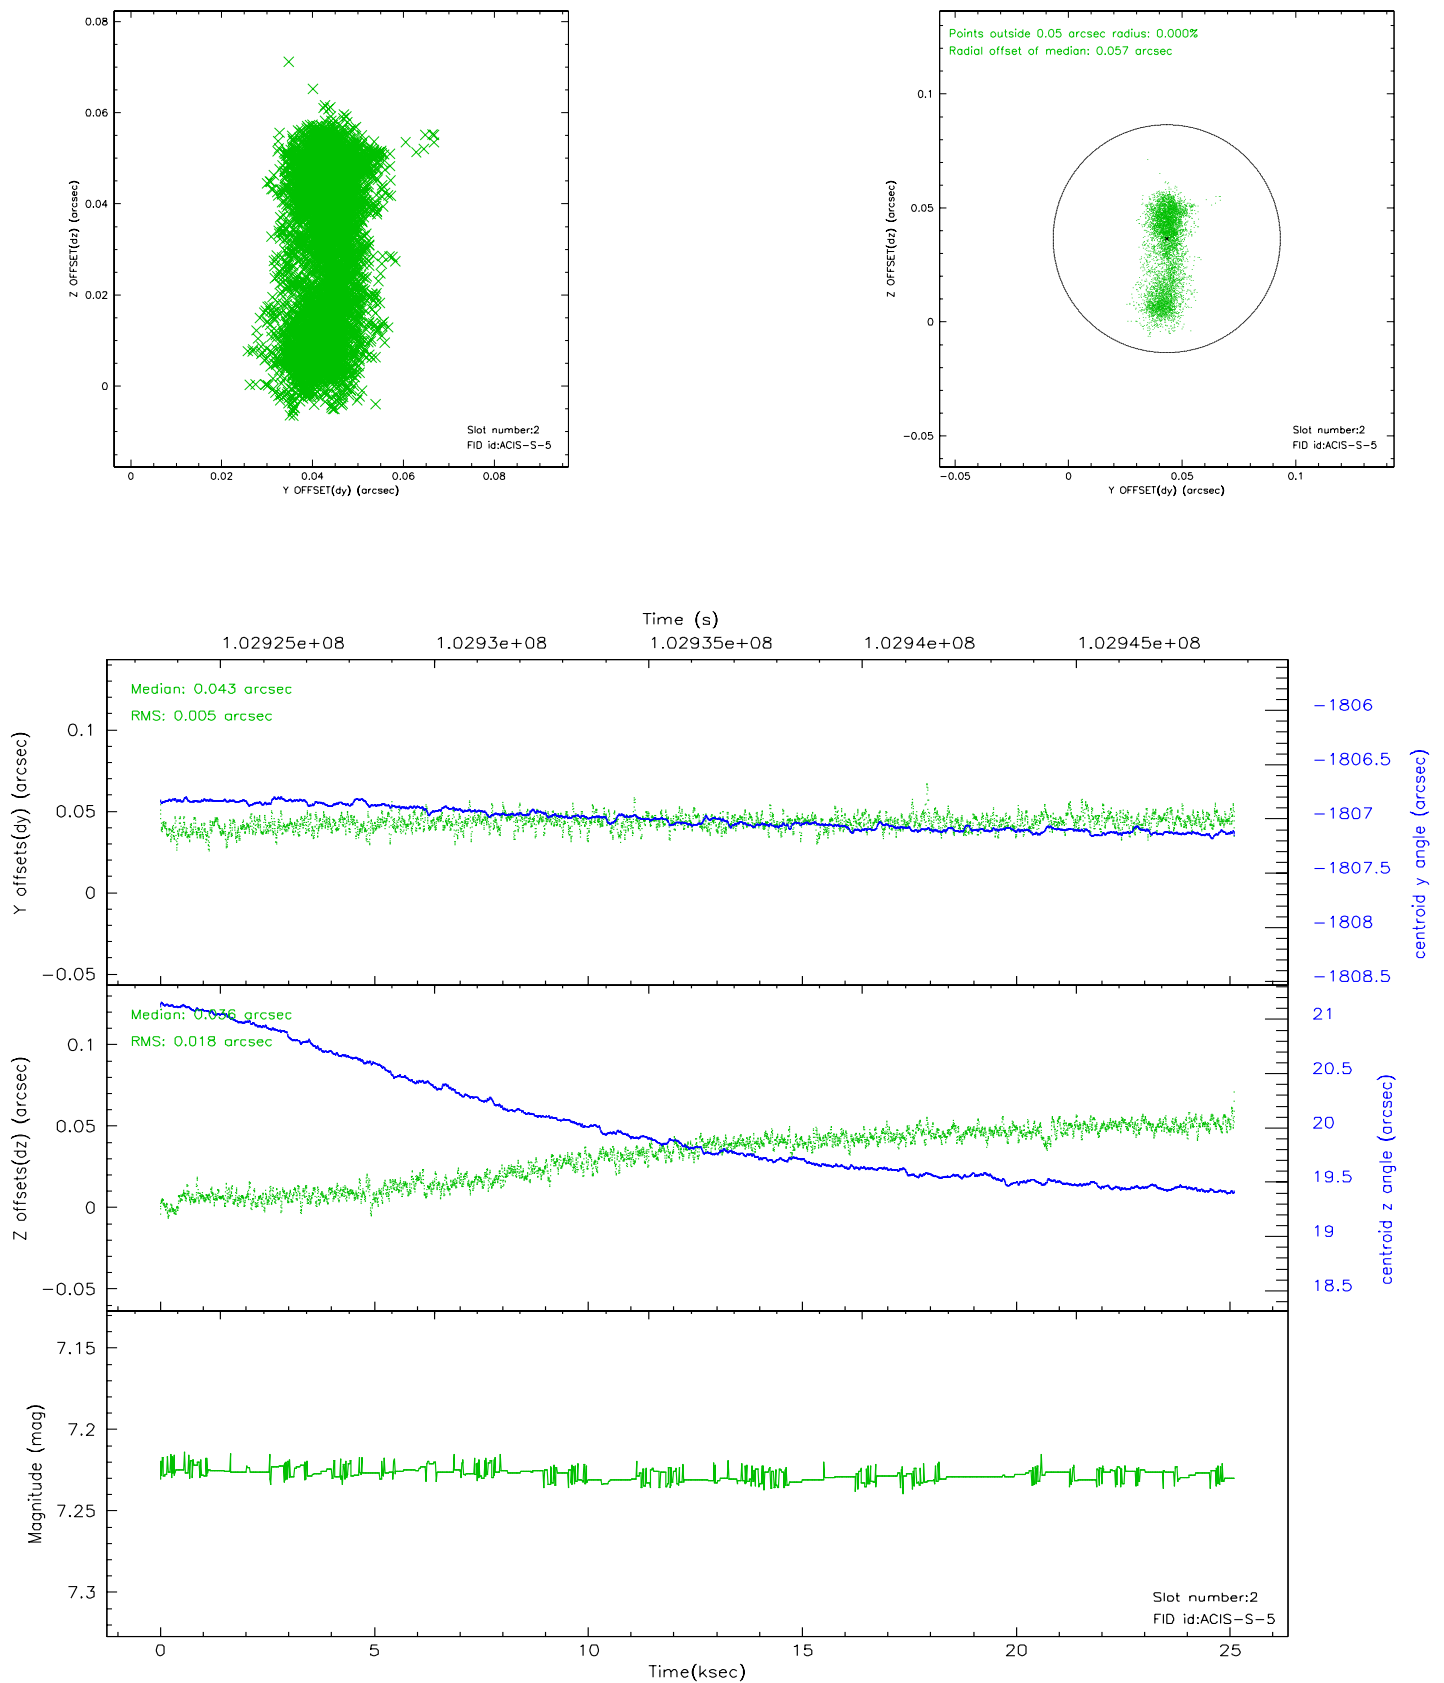 0.08
0.06
0.04
0.02
0
Z OFFSET(dz) (arcsec)
Slot number:2
FID id:ACIS-S-5
0 0.02 0.04 0.06 0.08
Y OFFSET(dy) (arcsec)
Points outside 0.05 arcsec radius: 0.000%
Radial offset of median: 0.057 arcsec
0.1
0.05
0
-0.05
Z OFFSET(dz) (arcsec)
Slot number:2
FID id:ACIS-S-5
-0.05 0 0.05 0.1
Y OFFSET(dy) (arcsec)
Time (s)
1.02925e+08 1.0293e+08 1.02935e+08 1.0294e+08 1.02945e+08
Median: 0.043 arcsec
RMS: 0.005 arcsec
0.1
0.05
0
-0.05
Y offsets(dy) (arcsec)
-1806
-1806.5
-1807
-1807.5
-1808
-1808.5
centroid y angle (arcsec)
Median: 0.036 arcsec
RMS: 0.018 arcsec
0.1
0.05
0
-0.05
Z offsets(dz) (arcsec)
21
20.5
20
19.5
19
18.5
centroid z angle (arcsec)
7.15
7.2
7.25
7.3
Magnitude (mag)
Slot number:2
FID id:ACIS-S-5
0 5 10 15 20 25
Time(ksec)